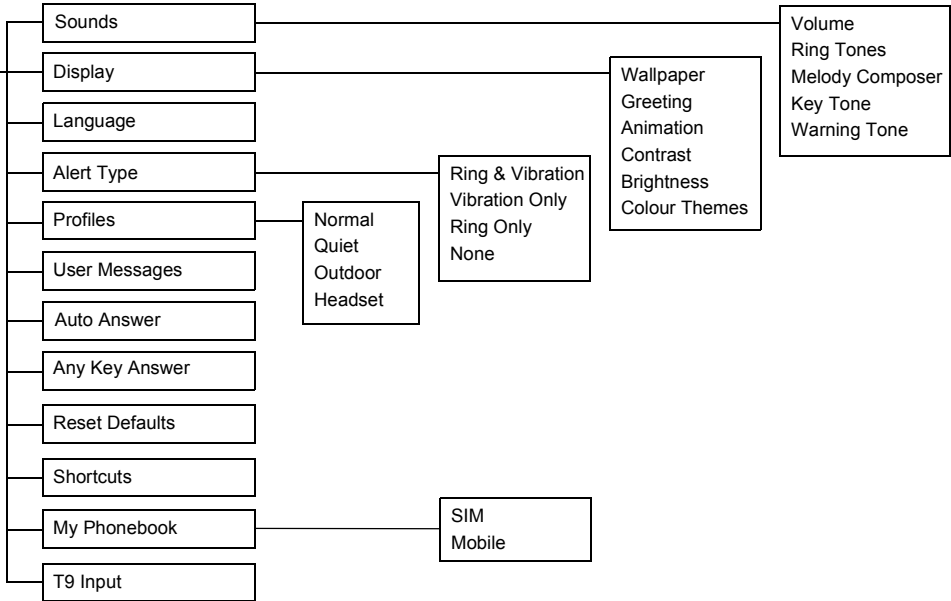 Sounds
Volume
Ring Tones
Melody Composer
Key Tone
Warning Tone
Display
Wallpaper
Greeting
Animation
Contrast
Brightness
Colour Themes
Language
Alert Type
Ring & Vibration
Vibration Only
Ring Only
None
Profiles
Normal
Quiet
Outdoor
Headset
User Messages
Auto Answer
Any Key Answer
Reset Defaults
Shortcuts
My Phonebook
SIM
Mobile
T9 Input